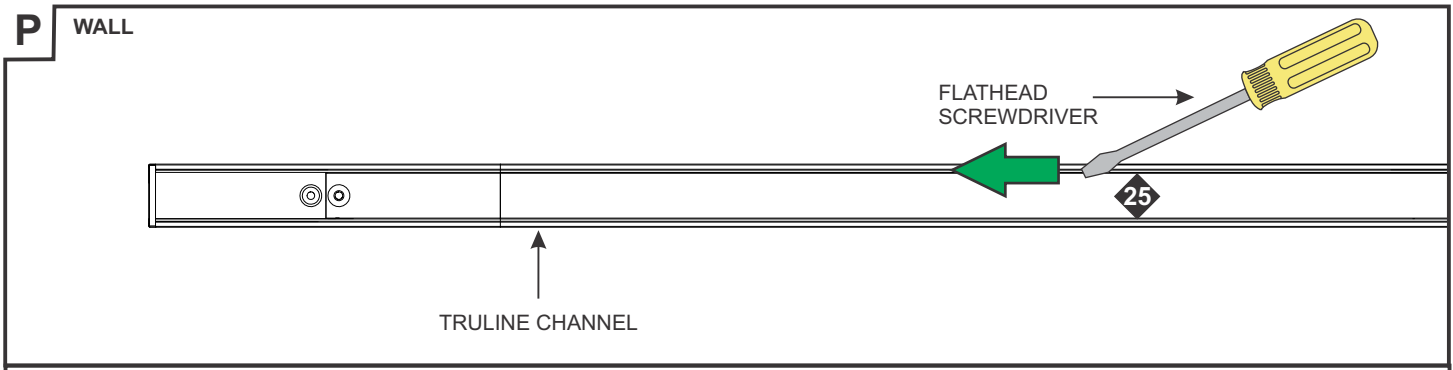 P
WALL
FLATHEAD
SCREWDRIVER
25
TRULINE CHANNEL